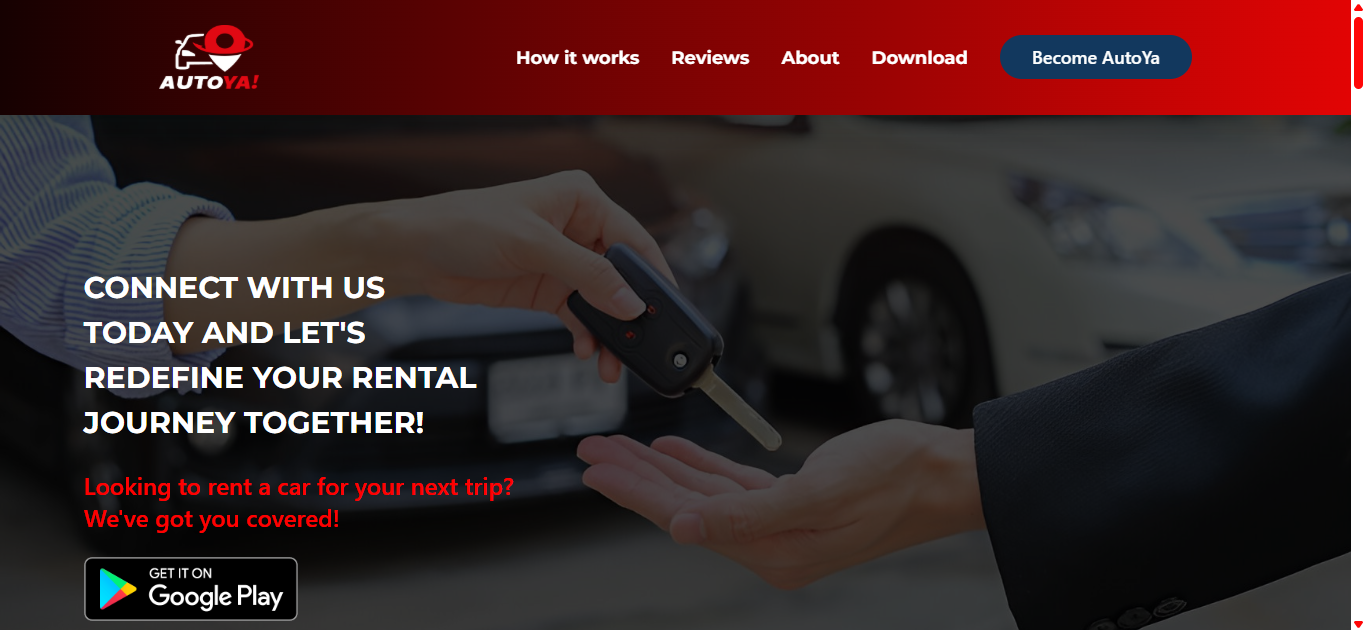 AUTOYA!
How it works
Reviews
About
Download
Become AutoYa
CONNECT WITH US
TODAY AND LET'S
REDEFINE YOUR RENTAL
JOURNEY TOGETHER!
Looking to rent a car for your next trip?
We've got you covered!
GET IT ON
Google Play